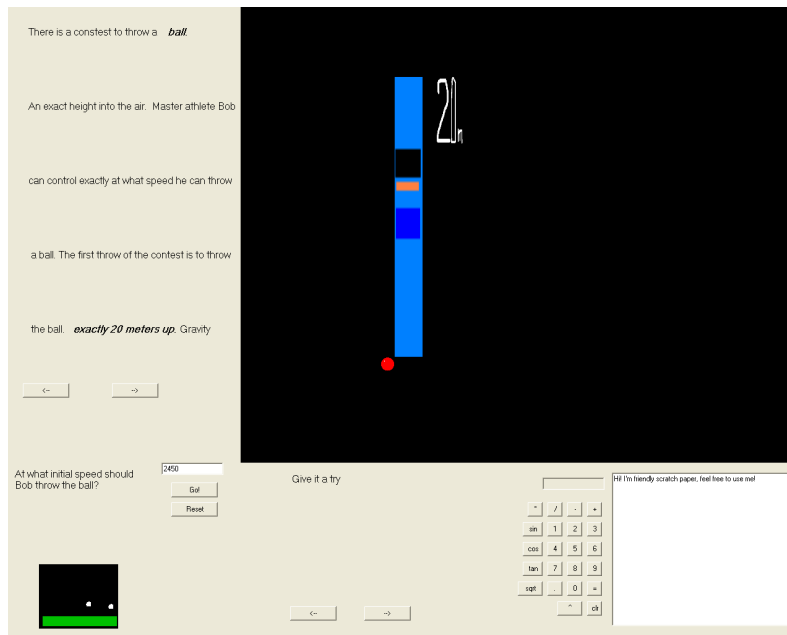 There is a constest to throw a ball.
An exact height into the air. Master athlete Bob
can control exactly at what speed he can throw
a ball. The first throw of the contest is to throw
the ball. exactly 20 meters up. Gravity
20m
<-- -->
At what initial speed should
Bob throw the ball?
2450
Go!
Reset
Give it a try
<-- -->
* / - +
sin 1 2 3
cos 4 5 6
tan 7 8 9
sqrt . 0 =
^ clr
Hi! I'm friendly scratch paper, feel free to use me!